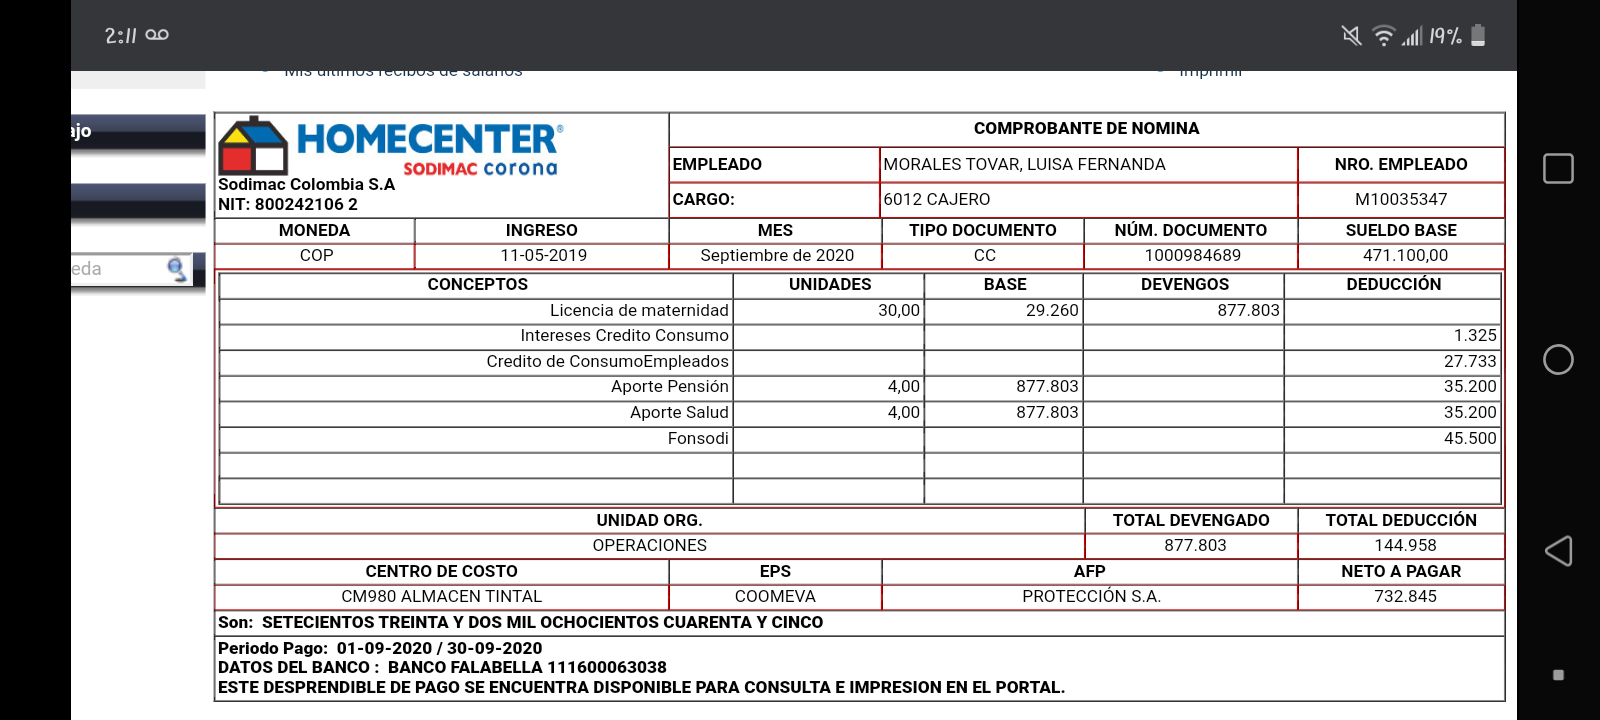 2:11
19%
Mis últimos recibos de salarios
Imprimir
ajo
eda
HOMECENTER®
SODIMAC corona
Sodimac Colombia S.A
NIT: 800242106 2
COMPROBANTE DE NOMINA
EMPLEADO MORALES TOVAR, LUISA FERNANDA NRO. EMPLEADO
CARGO: 6012 CAJERO M10035347
MONEDA INGRESO MES TIPO DOCUMENTO NÚM. DOCUMENTO SUELDO BASE
COP 11-05-2019 Septiembre de 2020 CC 1000984689 471.100,00
CONCEPTOS UNIDADES BASE DEVENGOS DEDUCCIÓN
Licencia de maternidad 30,00 29.260 877.803
Intereses Credito Consumo 1.325
Credito de ConsumoEmpleados 27.733
Aporte Pensión 4,00 877.803 35.200
Aporte Salud 4,00 877.803 35.200
Fonsodi 45.500
UNIDAD ORG. TOTAL DEVENGADO TOTAL DEDUCCIÓN
OPERACIONES 877.803 144.958
CENTRO DE COSTO EPS AFP NETO A PAGAR
CM980 ALMACEN TINTAL COOMEVA PROTECCIÓN S.A. 732.845
Son: SETECIENTOS TREINTA Y DOS MIL OCHOCIENTOS CUARENTA Y CINCO
Periodo Pago: 01-09-2020 / 30-09-2020
DATOS DEL BANCO : BANCO FALABELLA 111600063038
ESTE DESPRENDIBLE DE PAGO SE ENCUENTRA DISPONIBLE PARA CONSULTA E IMPRESION EN EL PORTAL.